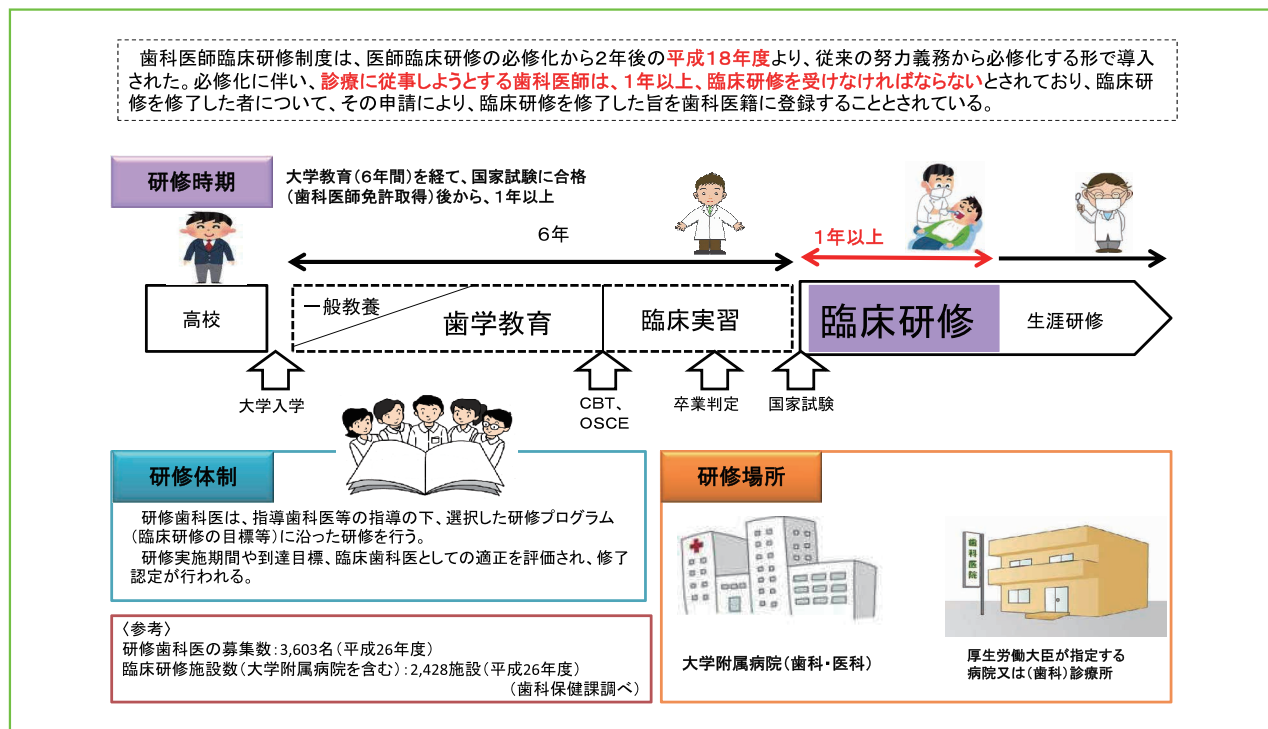 歯科医師臨床研修制度は、医師臨床研修の必修化から2年後の平成18年度より、従来の努力義務から必修化する形で導入
された。必修化に伴い、診療に従事しようとする歯科医師は、1年以上、臨床研修を受けなければならないとされており、臨床研
修を修了した者について、その申請により、臨床研修を修了した旨を歯科医籍に登録することとされている。
研修時期
大学教育(6年間)を経て、国家試験に合格
(歯科医師免許取得)後から、1年以上
6年
1年以上
高校
一般教養
歯学教育
臨床実習
臨床研修
生涯研修
大学入学
CBT、
OSCE
卒業判定
国家試験
研修体制
研修歯科医は、指導歯科医等の指導の下、選択した研修プログラム
(臨床研修の目標等)に沿った研修を行う。
研修実施期間や到達目標、臨床歯科医としての適正を評価され、修了
認定が行われる。
〈参考〉
研修歯科医の募集数:3,603名(平成26年度)
臨床研修施設数(大学附属病院を含む):2,428施設(平成26年度)
(歯科保健課調べ)
研修場所
歯科医院
大学附属病院(歯科・医科)
厚生労働大臣が指定する
病院又は(歯科)診療所